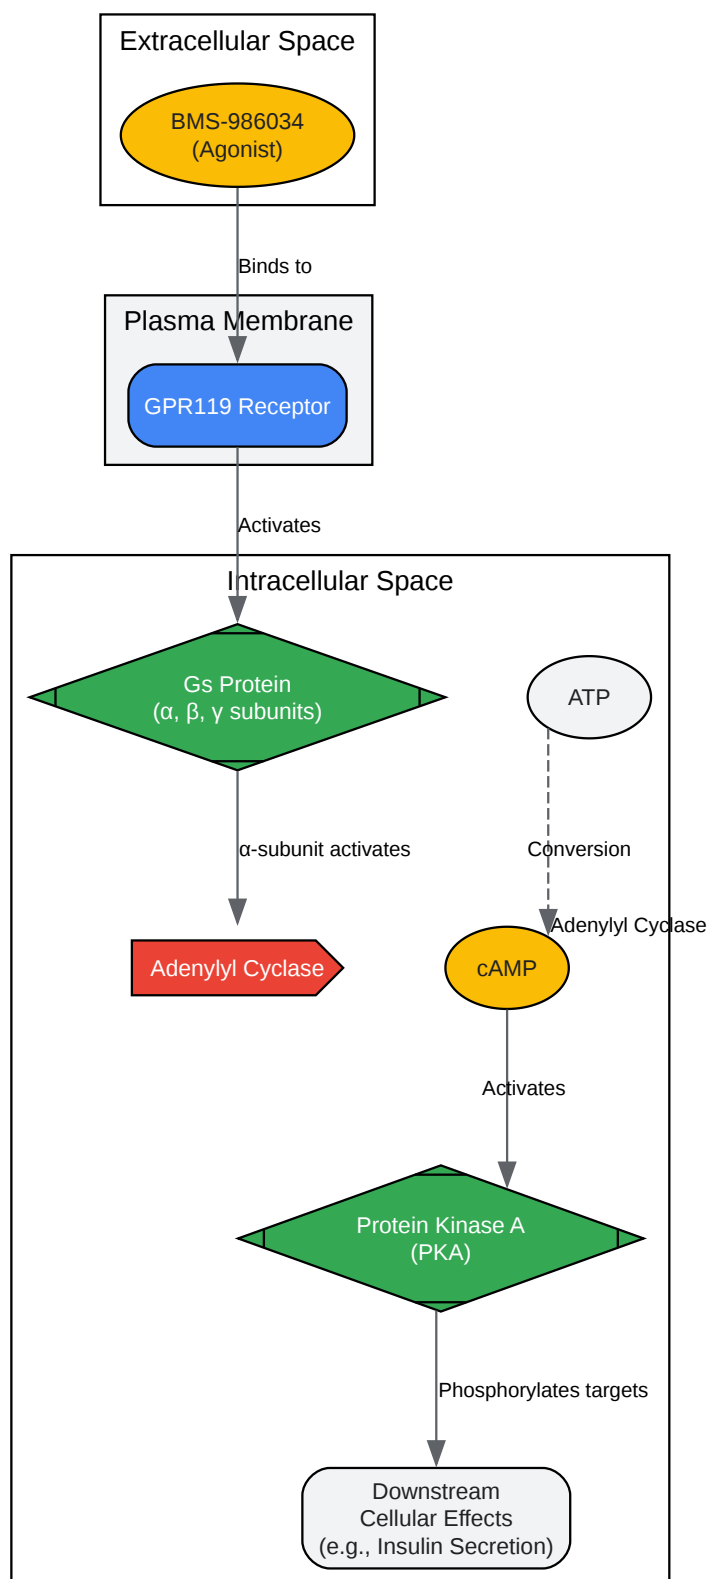 Extracellular Space
BMS-986034
(Agonist)
Binds to
Plasma Membrane
GPR119 Receptor
Activates
Intracellular Space
Gs Protein
(α, β, γ subunits)
ATP
α-subunit activates
Conversion
Adenylyl Cyclase
Adenylyl Cyclase
cAMP
Activates
Protein Kinase A
(PKA)
Phosphorylates targets
Downstream
Cellular Effects
(e.g., Insulin Secretion)